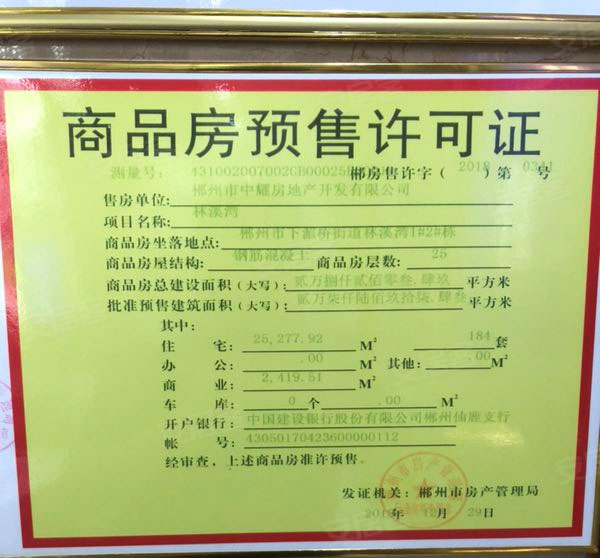 商品房预售许可证
测量号: 431002007002GB00025 郴房售许字( 2018 )第 0341 号
售房单位: 郴州市中耀房地产开发有限公司
项目名称: 林溪湾
商品房坐落地点: 郴州市下湄桥街道林溪湾1#2#栋
商品房屋结构: 钢筋混凝土 商品房层数: 25
商品房总建设面积(大写): 贰万捌仟贰佰零叁.肆玖 平方米
批准预售建筑面积(大写): 贰万柒仟陆佰玖拾柒.肆叁 平方米
其中:
住 宅: 25,277.92 M² 184 套
办 公: .00 M² 其他: .00 M²
商 业: 2,419.51 M²
车 库: 0 个 .00 M²
开户银行: 中国建设银行股份有限公司郴州仙鹿支行
帐 号: 43050170423600000112
经审查,上述商品房准许预售。
发证机关: 郴州市房产管理局
2018年 12月 29日